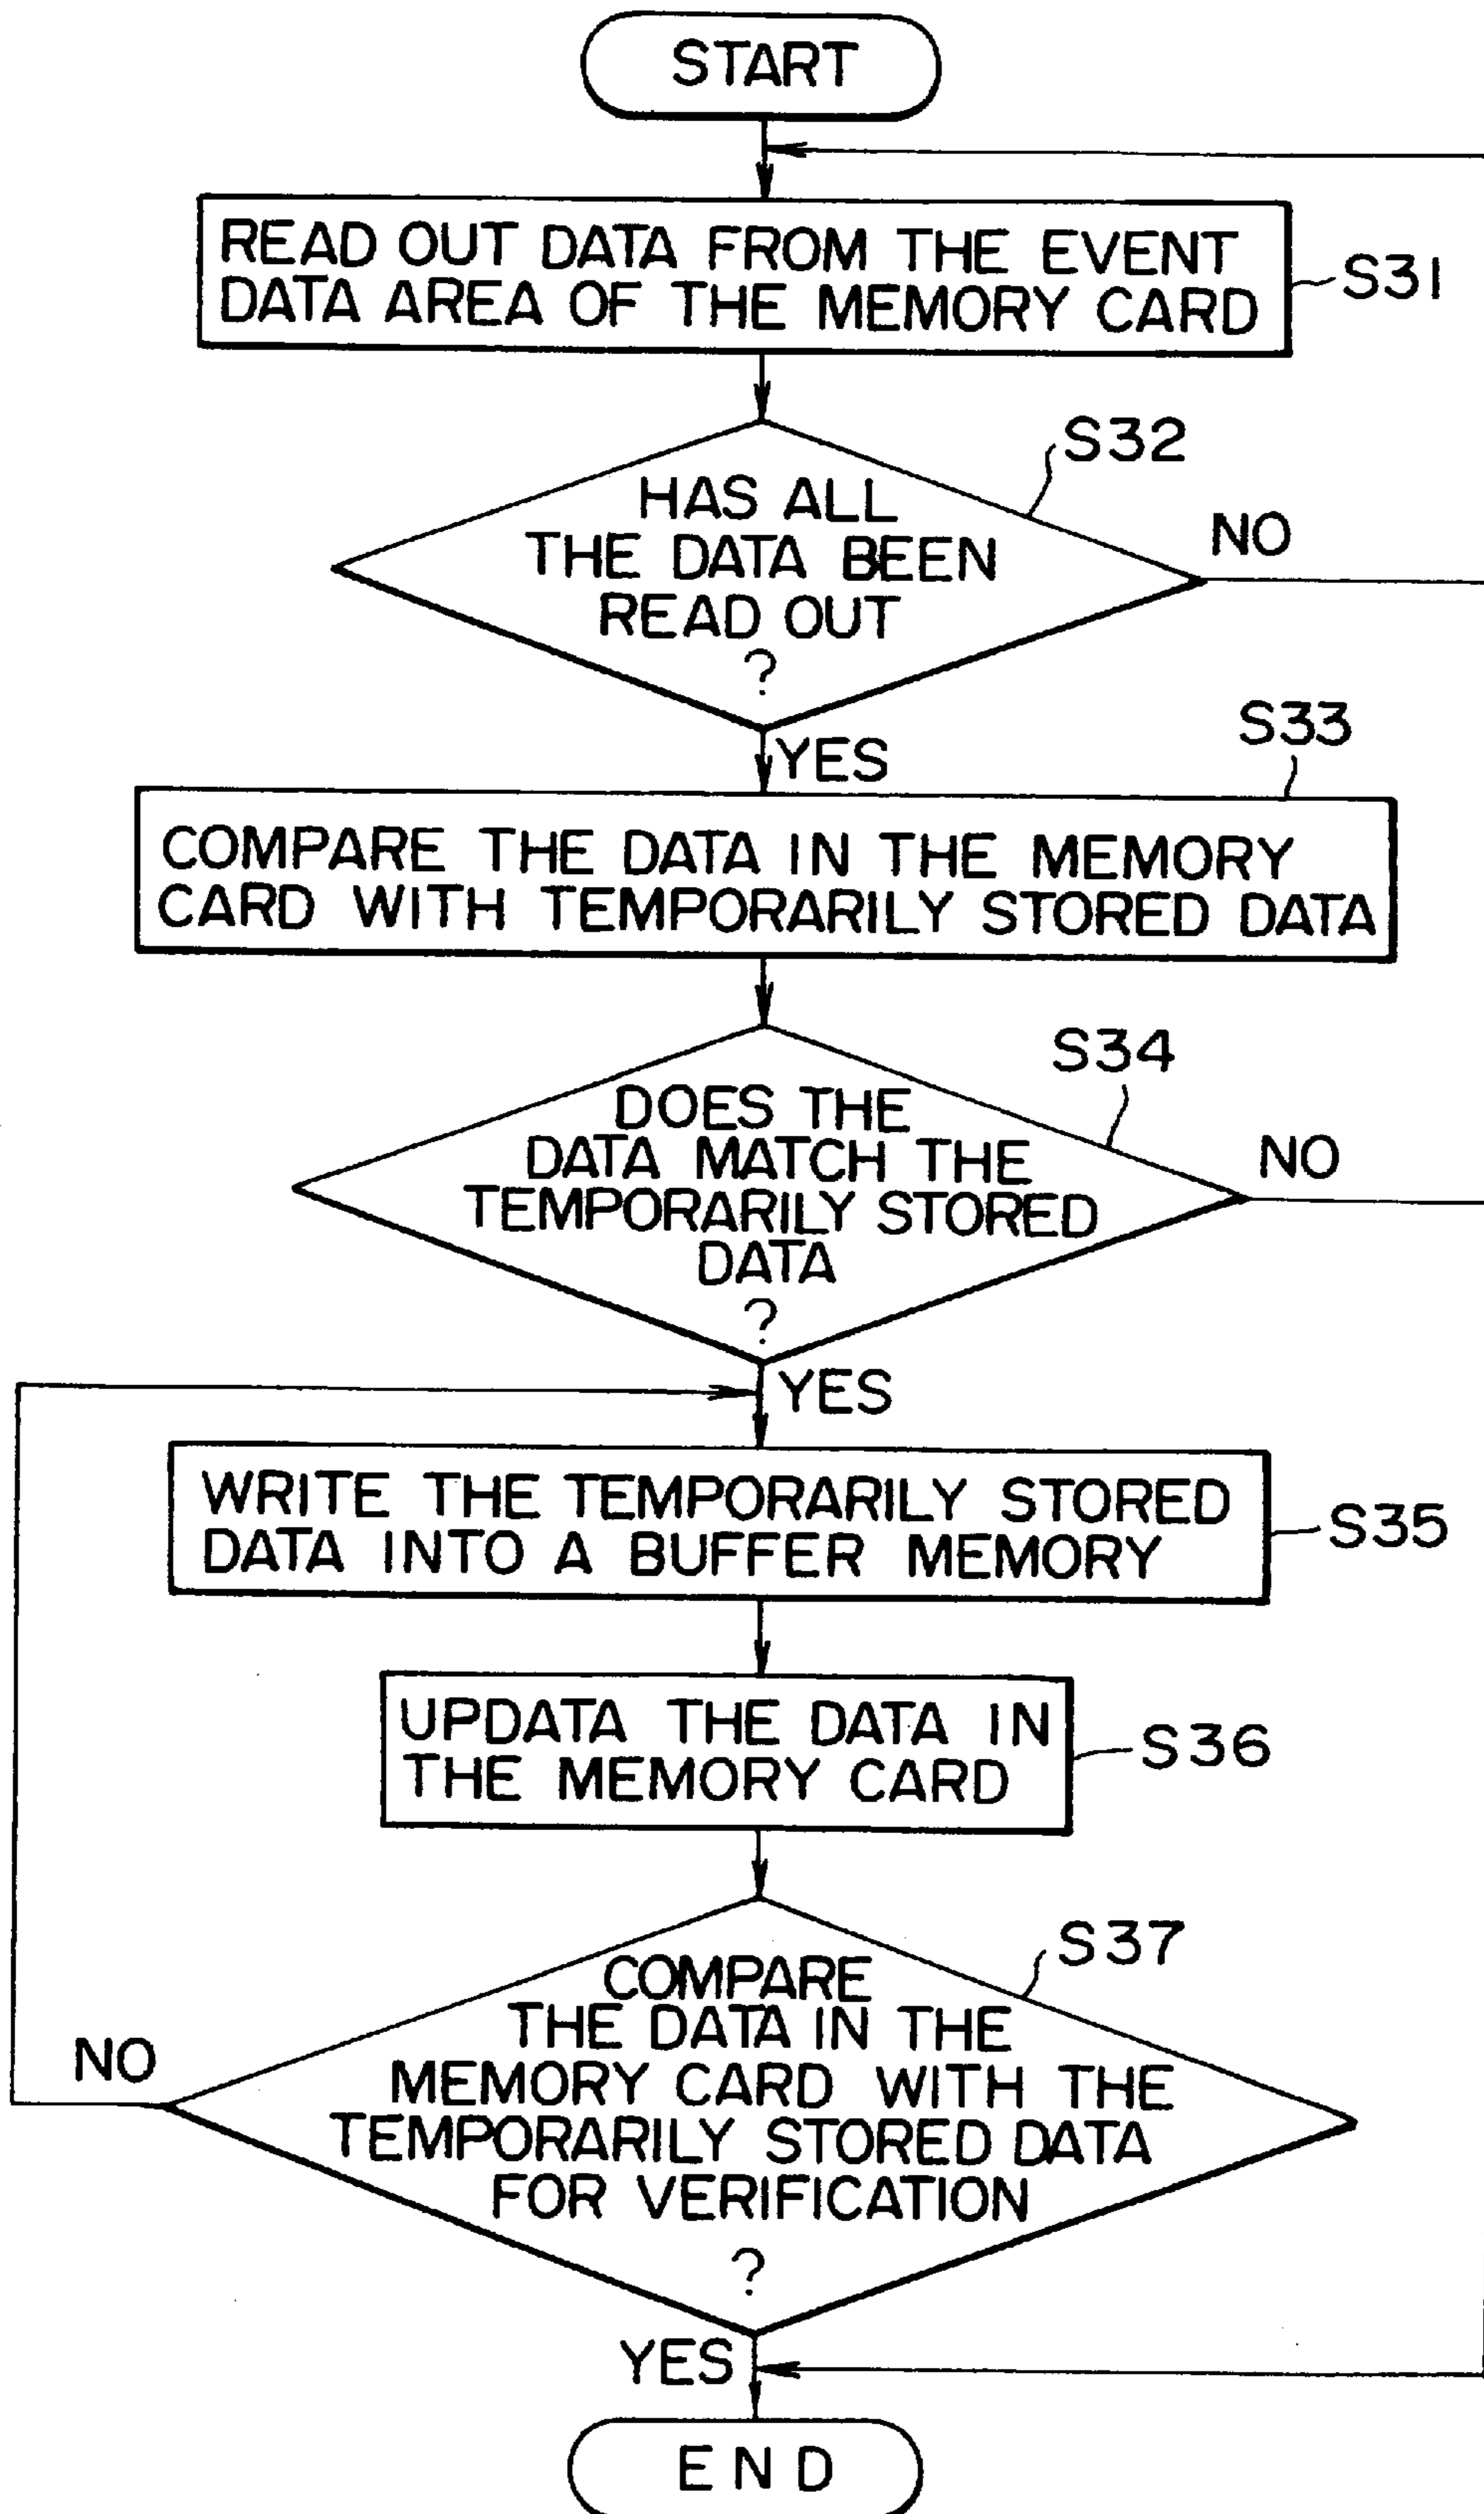 START
READ OUT DATA FROM THE EVENT
DATA AREA OF THE MEMORY CARD
S31
S32
HAS ALL
THE DATA BEEN
READ OUT
?
NO
YES
S33
COMPARE THE DATA IN THE MEMORY
CARD WITH TEMPORARILY STORED DATA
S34
DOES THE
DATA MATCH THE
TEMPORARILY STORED
DATA
?
NO
YES
WRITE THE TEMPORARILY STORED
DATA INTO A BUFFER MEMORY
S35
UPDATA THE DATA IN
THE MEMORY CARD
S36
S37
COMPARE
THE DATA IN THE
MEMORY CARD WITH THE
TEMPORARILY STORED DATA
FOR VERIFICATION
?
NO
YES
END